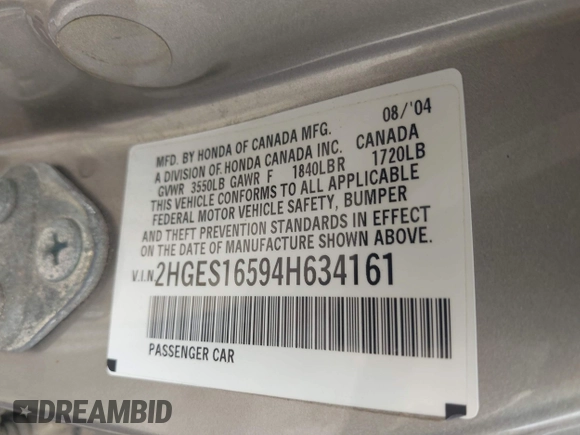 08/'04
MFD. BY HONDA OF CANADA MFG.
A DIVISION OF HONDA CANADA INC. CANADA
GVWR 3550LB GAWR F 1840LB R 1720LB
THIS VEHICLE CONFORMS TO ALL APPLICABLE
FEDERAL MOTOR VEHICLE SAFETY, BUMPER
AND THEFT PREVENTION STANDARDS IN EFFECT
ON THE DATE OF MANUFACTURE SHOWN ABOVE.
V.I.N. 2HGES16594H634161
PASSENGER CAR
DREAMBID